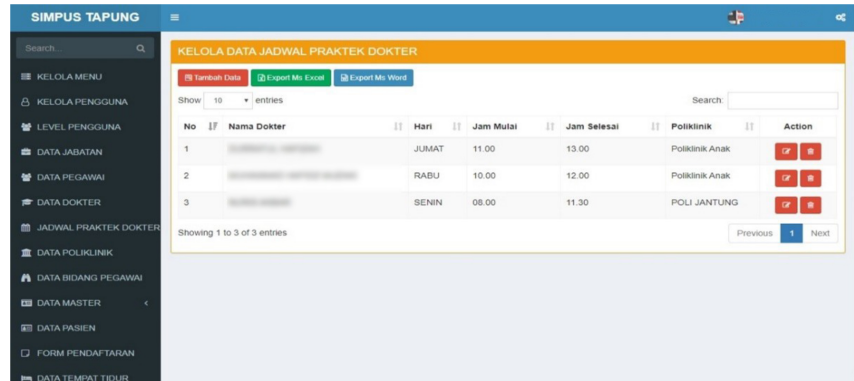 SIMPUS TAPUNG
Search...
KELOLA MENU
KELOLA PENGGUNA
LEVEL PENGGUNA
DATA JABATAN
DATA PEGAWAI
DATA DOKTER
JADWAL PRAKTEK DOKTER
DATA POLIKLINIK
DATA BIDANG PEGAWAI
DATA MASTER <
DATA PASIEN
FORM PENDAFTARAN
DATA TEMPAT TIDUR
KELOLA DATA JADWAL PRAKTEK DOKTER
Tambah Data Export Ms Excel Export Ms Word
Show 10 entries Search:
No Nama Dokter Hari Jam Mulai Jam Selesai Poliklinik Action
1 JUMAT 11.00 13.00 Poliklinik Anak
2 RABU 10.00 12.00 Poliklinik Anak
3 SENIN 08.00 11.30 POLI JANTUNG
Showing 1 to 3 of 3 entries Previous 1 Next